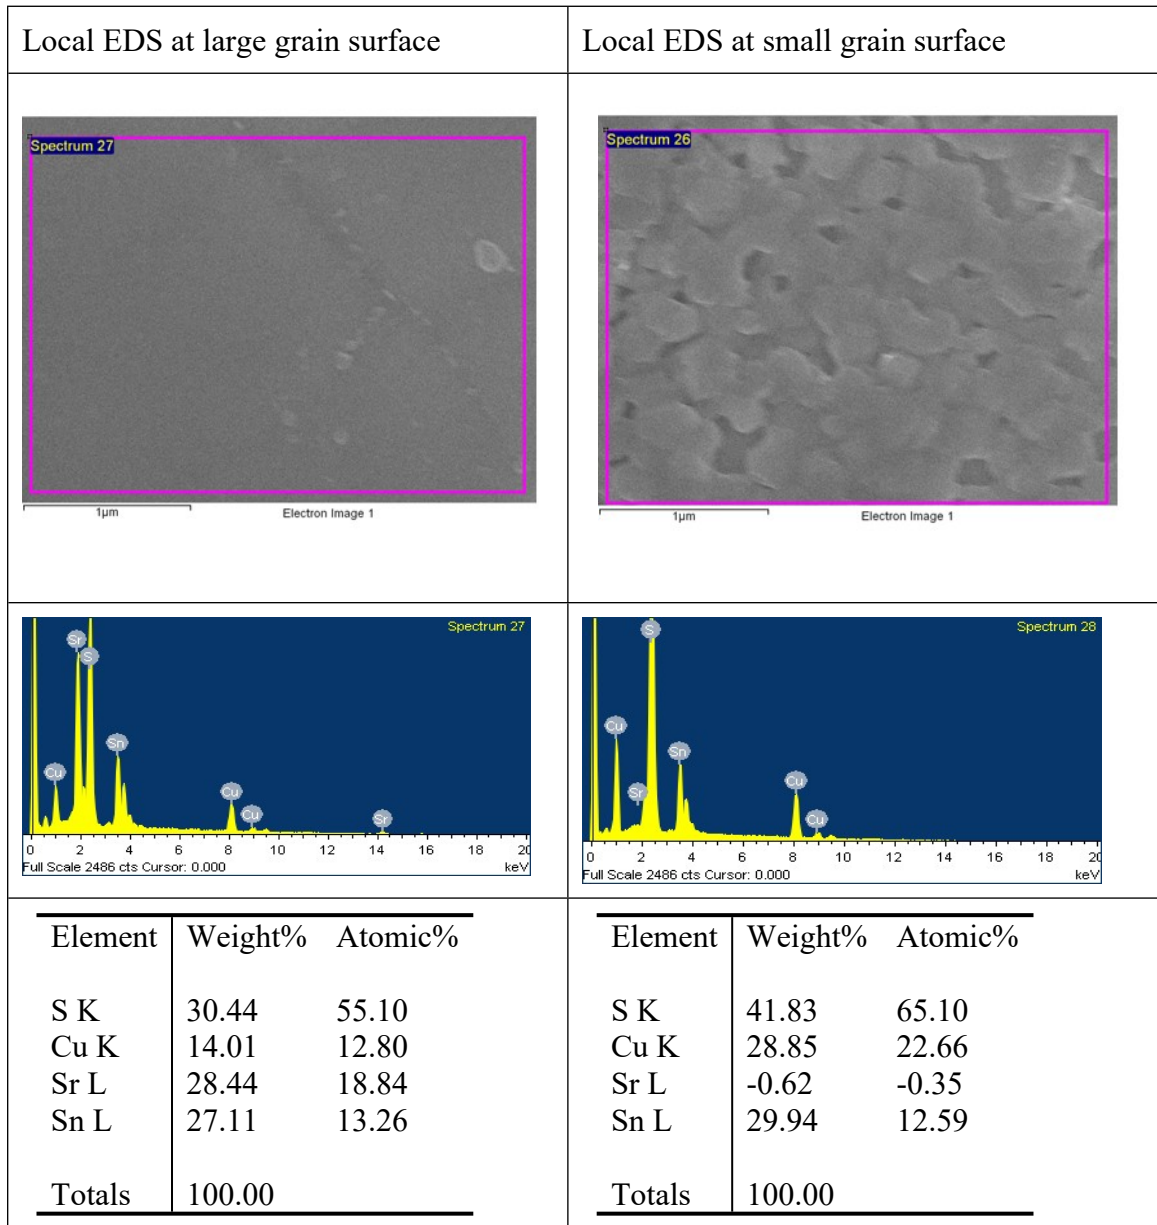 Local EDS at large grain surface
Local EDS at small grain surface
Spectrum 27
1µm
Electron Image 1
Spectrum 26
1µm
Electron Image 1
Spectrum 27
Sr
S
Sn
Cu
Cu
Cu
Sr
0 2 4 6 8 10 12 14 16 18 20
Full Scale 2486 cts Cursor: 0.000 keV
Spectrum 28
S
Cu
Sn
Sr
Cu
Cu
0 2 4 6 8 10 12 14 16 18 20
Full Scale 2486 cts Cursor: 0.000 keV
Element Weight% Atomic%
S K 30.44 55.10
Cu K 14.01 12.80
Sr L 28.44 18.84
Sn L 27.11 13.26
Totals 100.00
Element Weight% Atomic%
S K 41.83 65.10
Cu K 28.85 22.66
Sr L -0.62 -0.35
Sn L 29.94 12.59
Totals 100.00